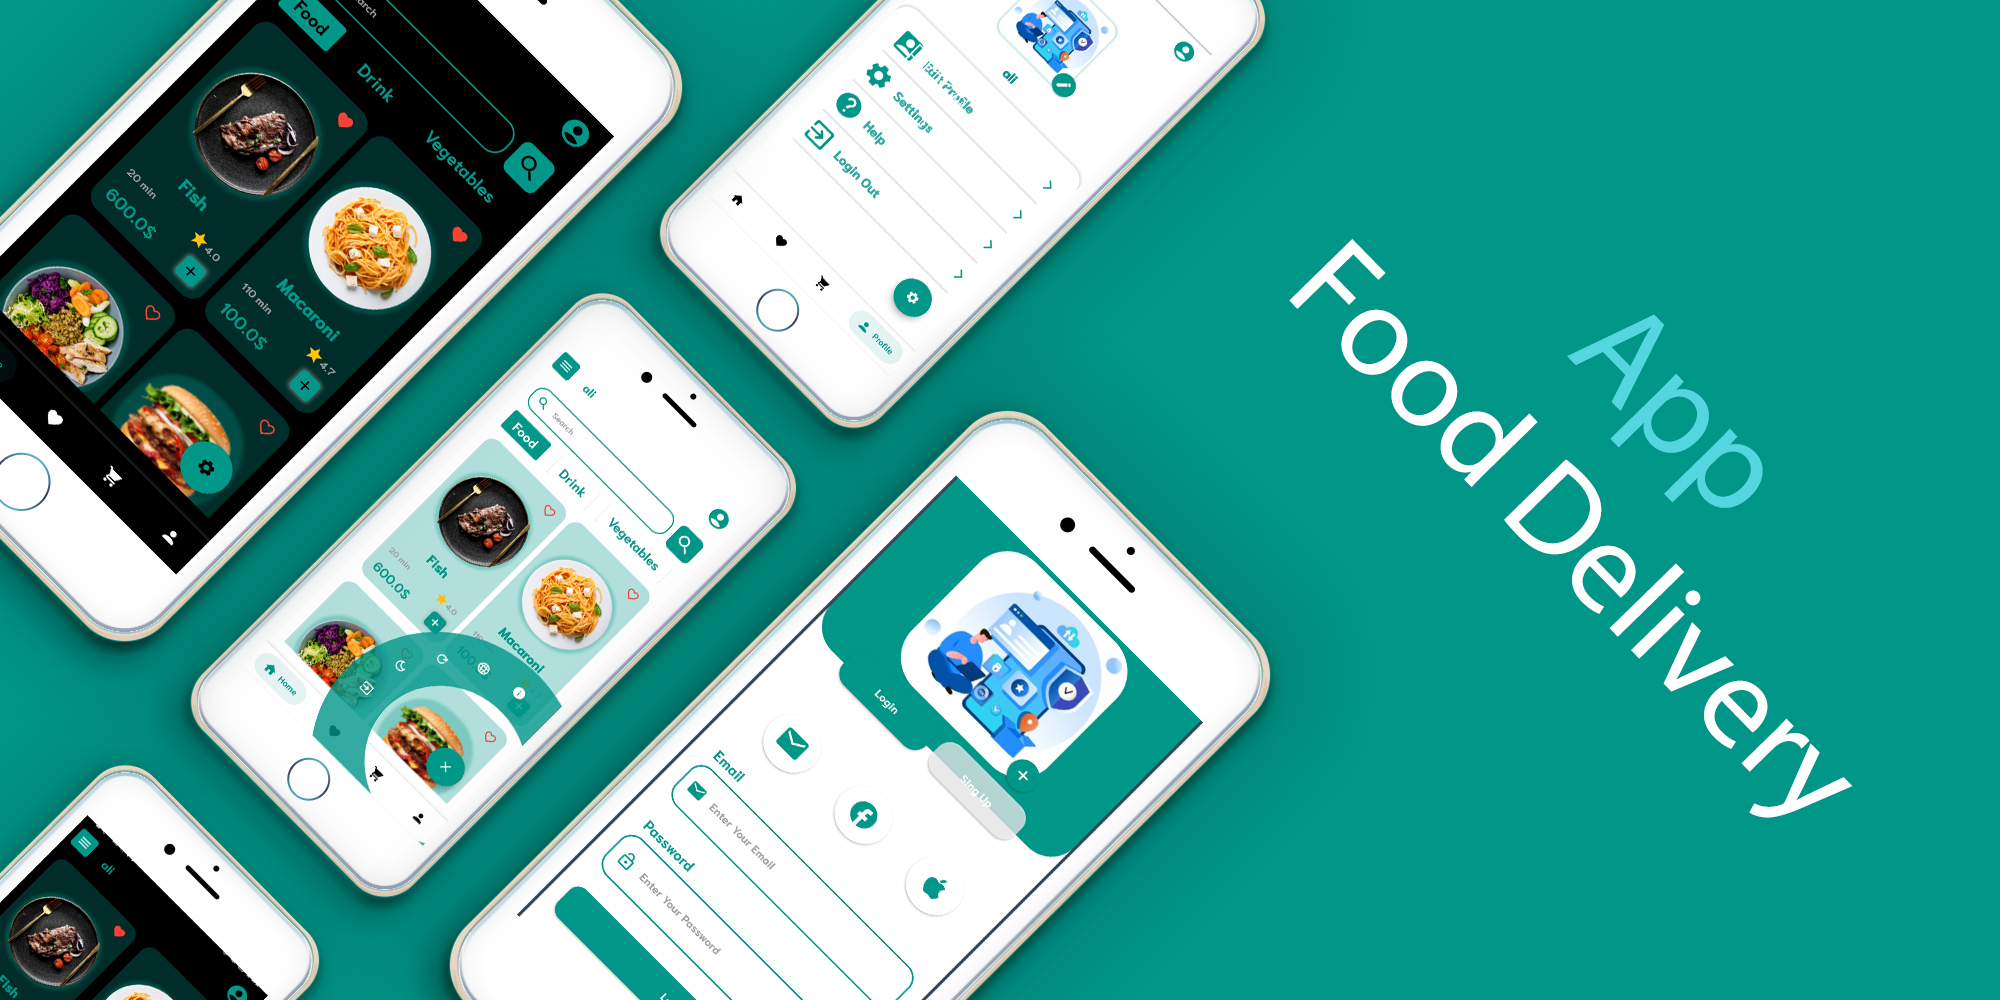 App
Food Delivery
arch
Food
Drink
Vegetables
20 min
Fish
600.0$
4.0
110 min
Macaroni
100.0$
4.7
ali
Edit Profile
Settings
Help
Login Out
Profile
ali
Search
Food
Drink
Vegetables
20 min
Fish
600.0$
4.0
Macaroni
100.
Home
Login
Sing Up
Email
Enter Your Email
Password
Enter Your Password
ali
Fish